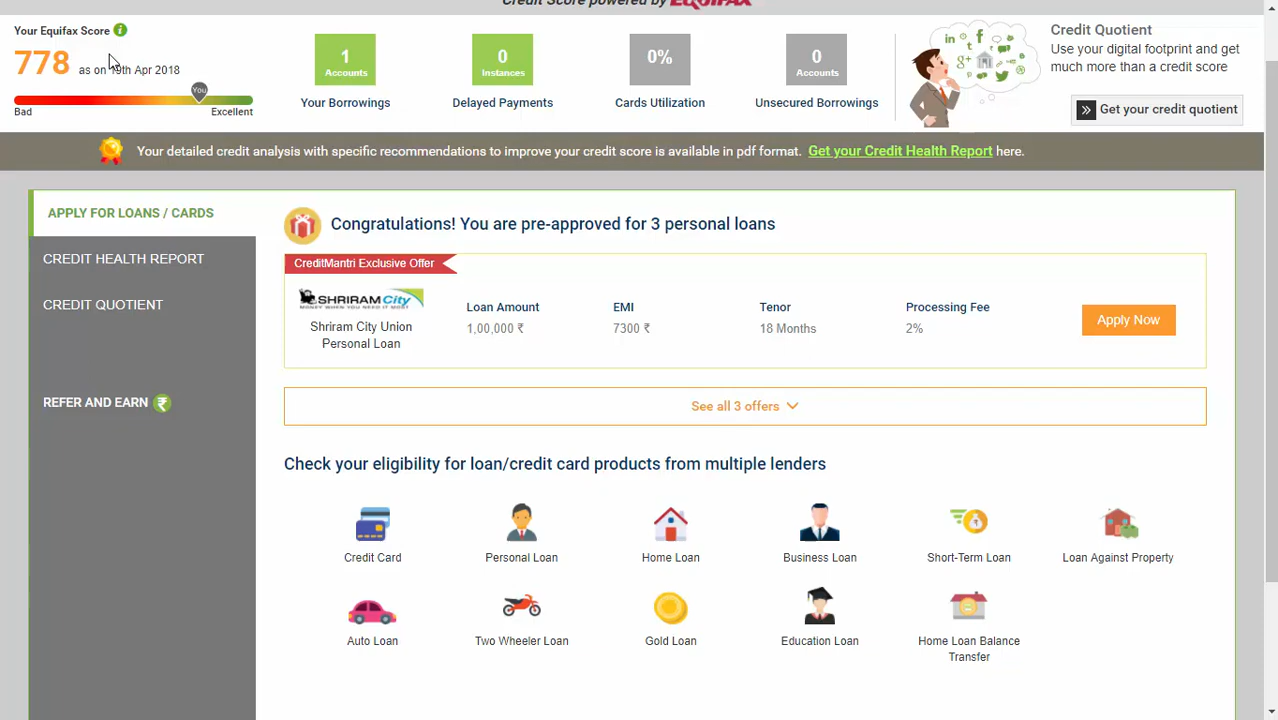 Credit Score powered by EQUIFAX
Your Equifax Score i
778 as on 19th Apr 2018
You
Bad Excellent
1
Accounts
Your Borrowings
0
Instances
Delayed Payments
0%
Cards Utilization
0
Accounts
Unsecured Borrowings
Credit Quotient
Use your digital footprint and get
much more than a credit score
Get your credit quotient
Your detailed credit analysis with specific recommendations to improve your credit score is available in pdf format. Get your Credit Health Report here.
APPLY FOR LOANS / CARDS
CREDIT HEALTH REPORT
CREDIT QUOTIENT
REFER AND EARN ₹
Congratulations! You are pre-approved for 3 personal loans
CreditMantri Exclusive Offer
SHRIRAM City
MONEY WHEN YOU NEED IT MOST
Shriram City Union
Personal Loan
Loan Amount
1,00,000 ₹
EMI
7300 ₹
Tenor
18 Months
Processing Fee
2%
Apply Now
See all 3 offers
Check your eligibility for loan/credit card products from multiple lenders
Credit Card
Personal Loan
Home Loan
Business Loan
Short-Term Loan
Loan Against Property
Auto Loan
Two Wheeler Loan
Gold Loan
Education Loan
Home Loan Balance
Transfer